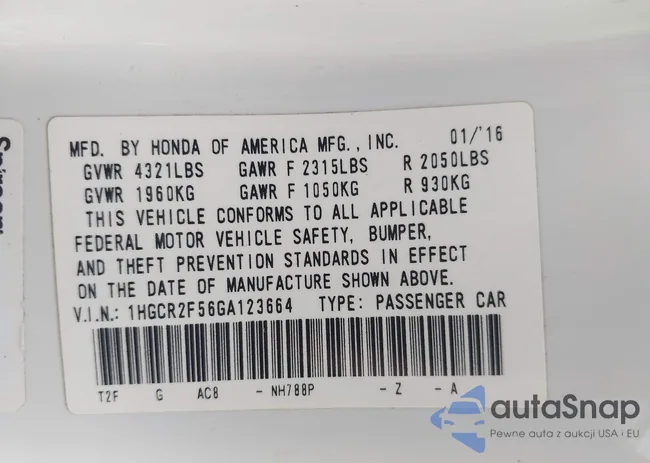 MFD. BY HONDA OF AMERICA MFG., INC. 01/'16
GVWR 4321LBS GAWR F 2315LBS R 2050LBS
GVWR 1960KG GAWR F 1050KG R 930KG
THIS VEHICLE CONFORMS TO ALL APPLICABLE
FEDERAL MOTOR VEHICLE SAFETY, BUMPER,
AND THEFT PREVENTION STANDARDS IN EFFECT
ON THE DATE OF MANUFACTURE SHOWN ABOVE.
V.I.N.: 1HGCR2F56GA123664 TYPE: PASSENGER CAR
T2F G AC8 - NH788P - Z - A
autaSnap
Pewne auta z aukcji USA i EU